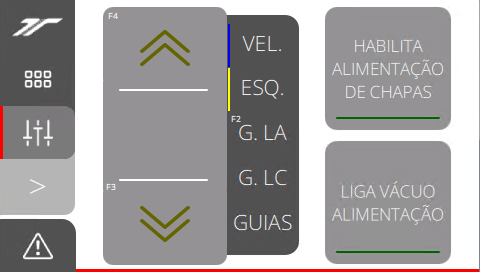 F4
F3
VEL.
ESQ.
F2
G. LA
G. LC
GUIAS
HABILITA
ALIMENTAÇÃO
DE CHAPAS
LIGA VÁCUO
ALIMENTAÇÃO
>